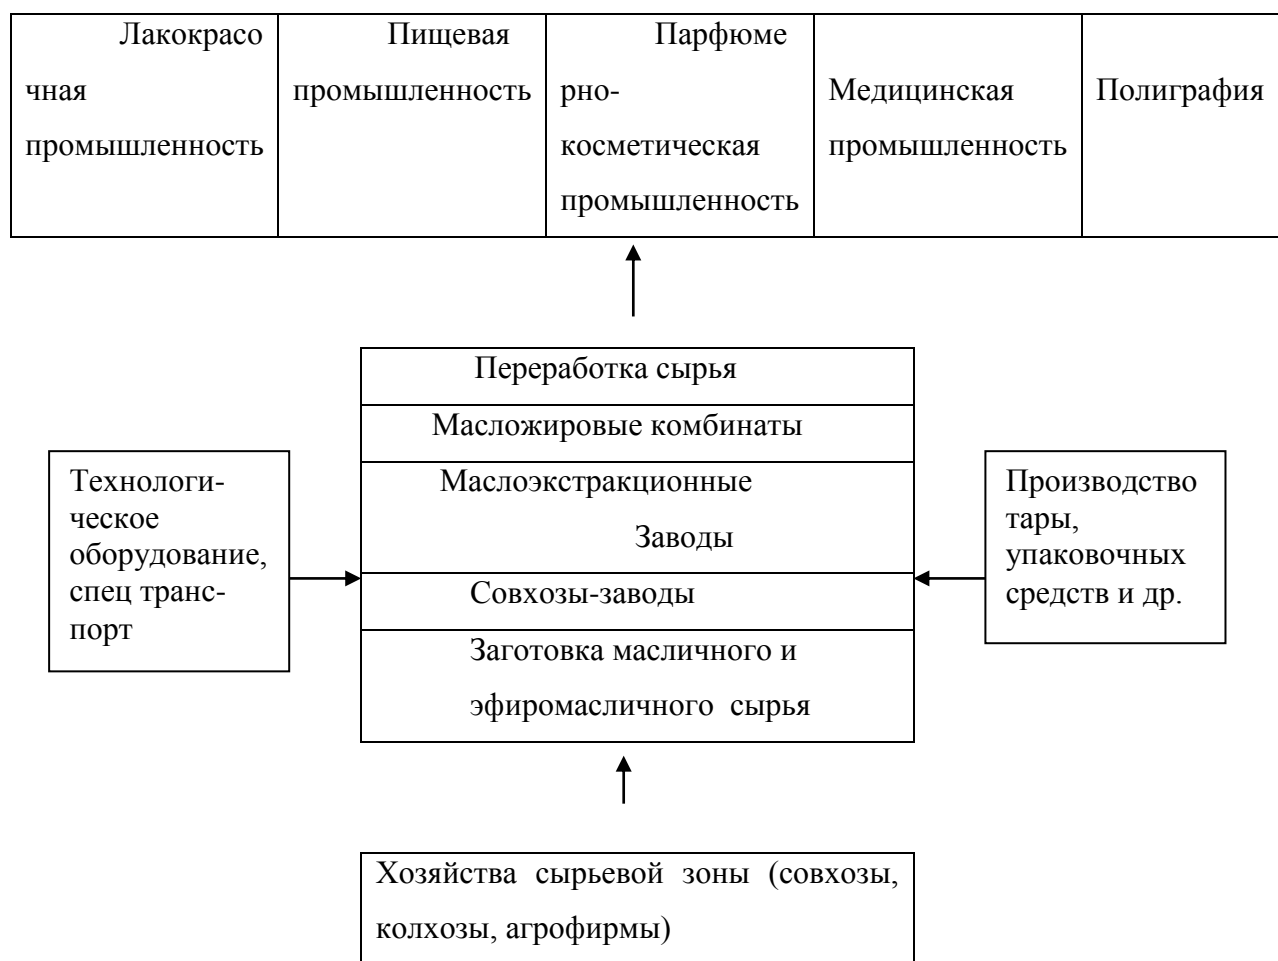 Лакокрасо
чная
промышленность
Пищевая
промышленность
Парфюме
рно-
косметическая
промышленность
Медицинская
промышленность
Полиграфия
Переработка сырья
Масложировые комбинаты
Маслоэкстракционные
Заводы
Совхозы-заводы
Заготовка масличного и
эфиромасличного сырья
Технологи-
ческое
оборудование,
спец транс-
порт
Производство
тары,
упаковочных
средств и др.
Хозяйства сырьевой зоны (совхозы,
колхозы, агрофирмы)